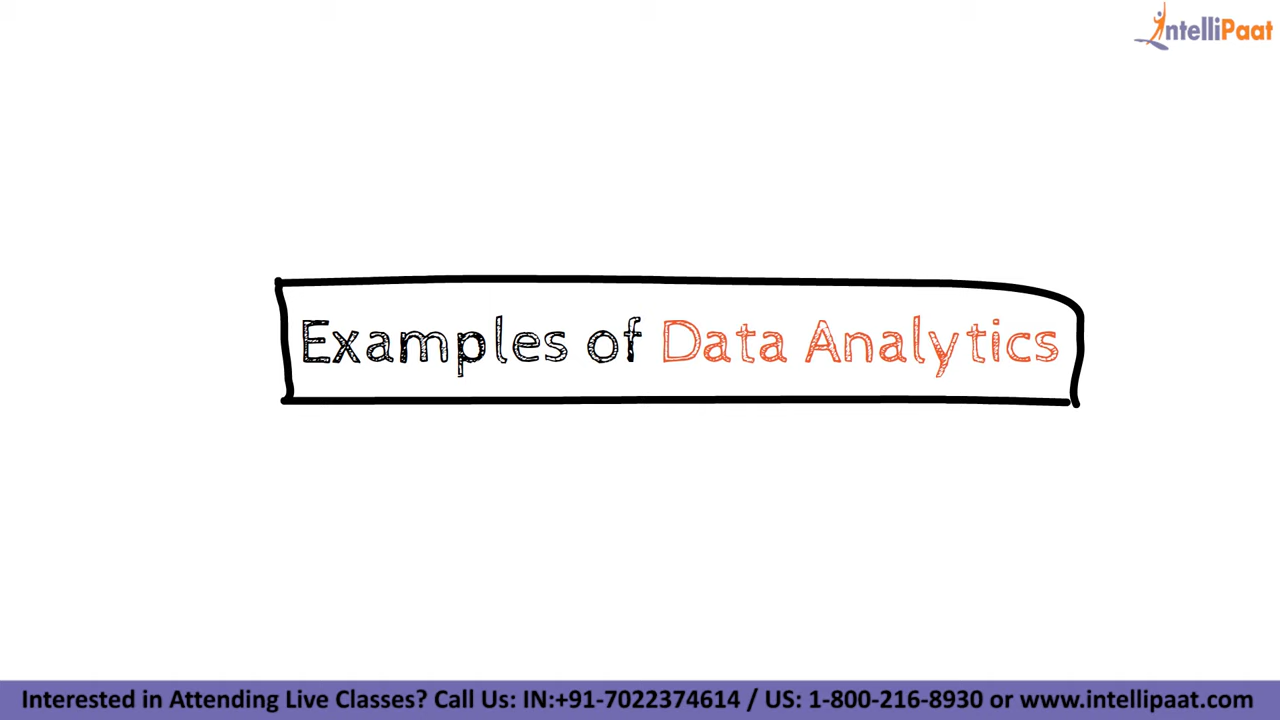 IntelliPaat
Examples of Data Analytics
Interested in Attending Live Classes? Call Us: IN:+91-7022374614 / US: 1-800-216-8930 or www.intellipaat.com